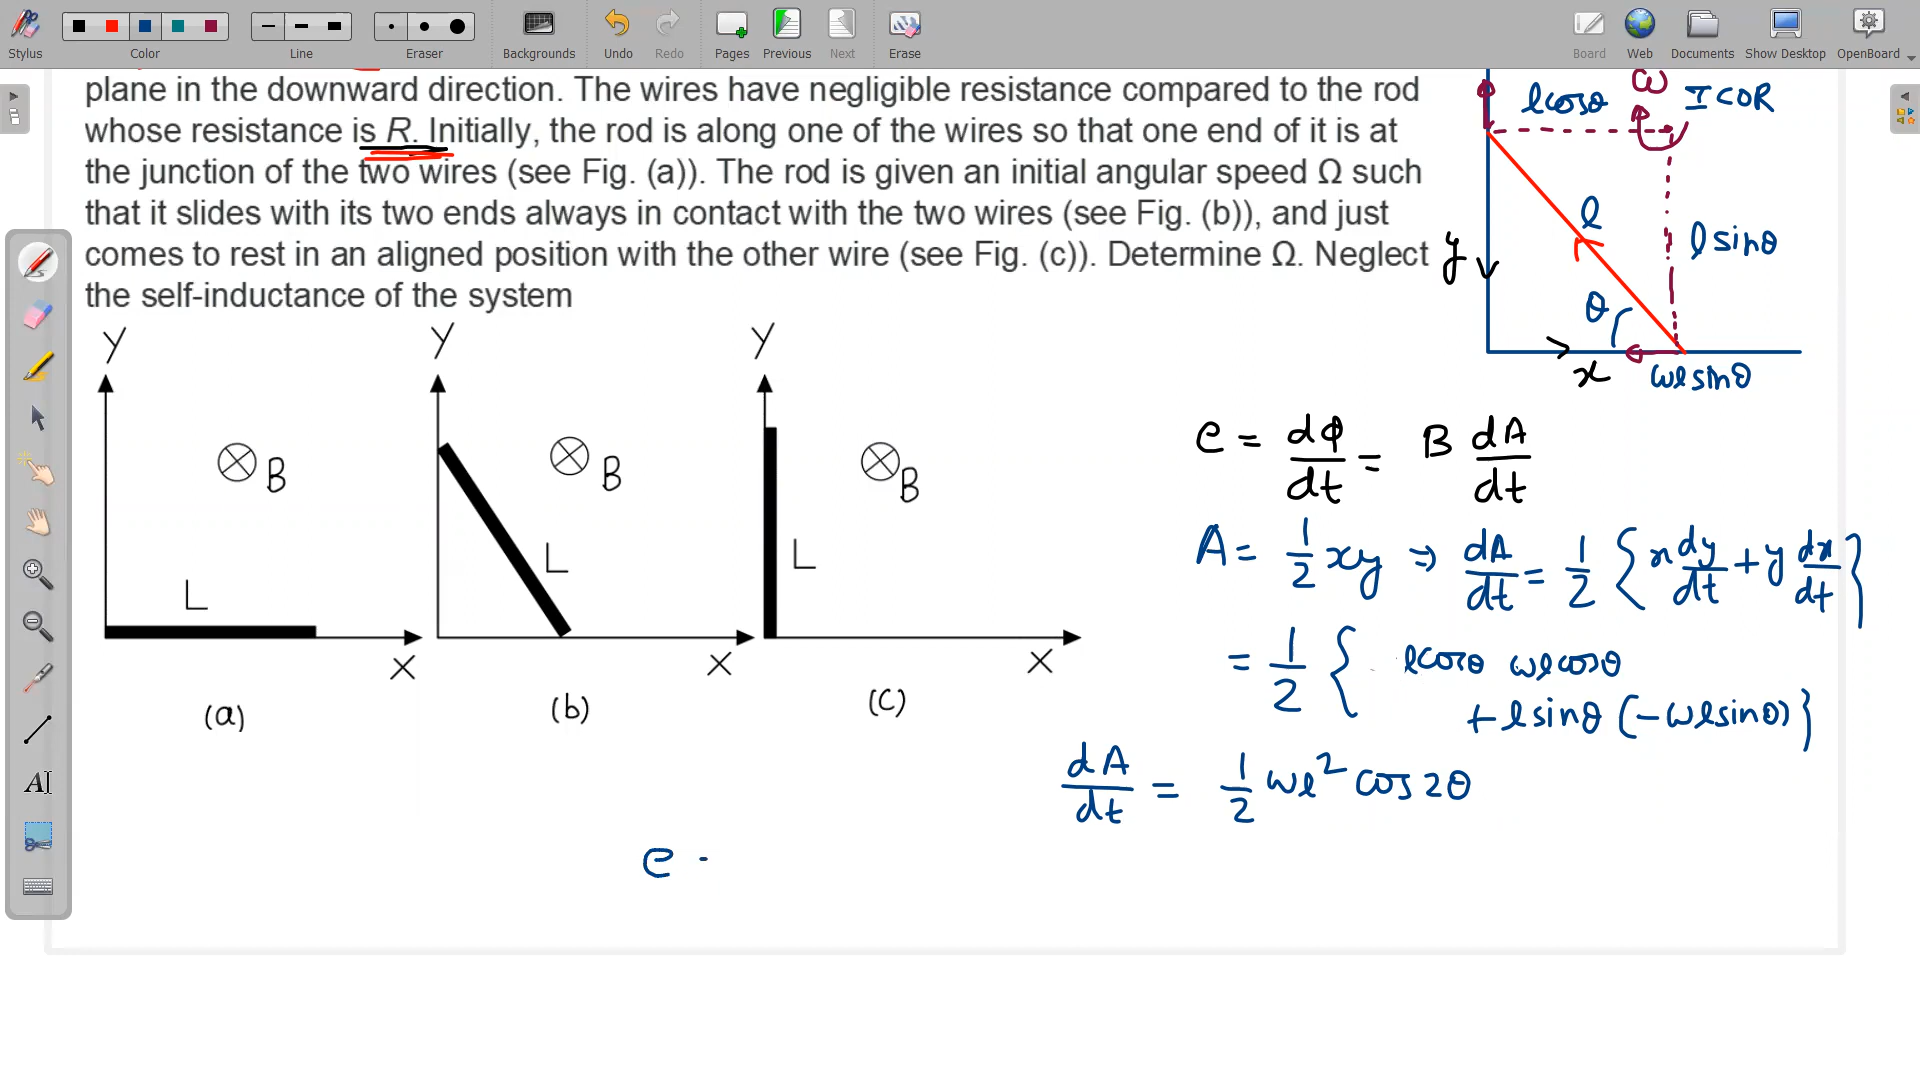 Stylus Color Line Eraser Backgrounds Undo Redo Pages Previous Next Erase Board Web Documents Show Desktop OpenBoard
plane in the downward direction. The wires have negligible resistance compared to the rod
whose resistance is R. Initially, the rod is along one of the wires so that one end of it is at
the junction of the two wires (see Fig. (a)). The rod is given an initial angular speed Ω such
that it slides with its two ends always in contact with the two wires (see Fig. (b)), and just
comes to rest in an aligned position with the other wire (see Fig. (c)). Determine Ω. Neglect
the self-inductance of the system
y
B
L
x
(a)
y
B
L
x
(b)
y
B
L
x
(c)
ω
lcosθ
ICOR
l
lsinθ
y
θ
x
ωlsinθ
e = dφ/dt = B dA/dt
A = 1/2 xy ⇒ dA/dt = 1/2 { x dy/dt + y dx/dt }
= 1/2 { lcosθ ωlcosθ
+ lsinθ (-ωlsinθ) }
dA/dt = 1/2 ωl² cos2θ
e -
A